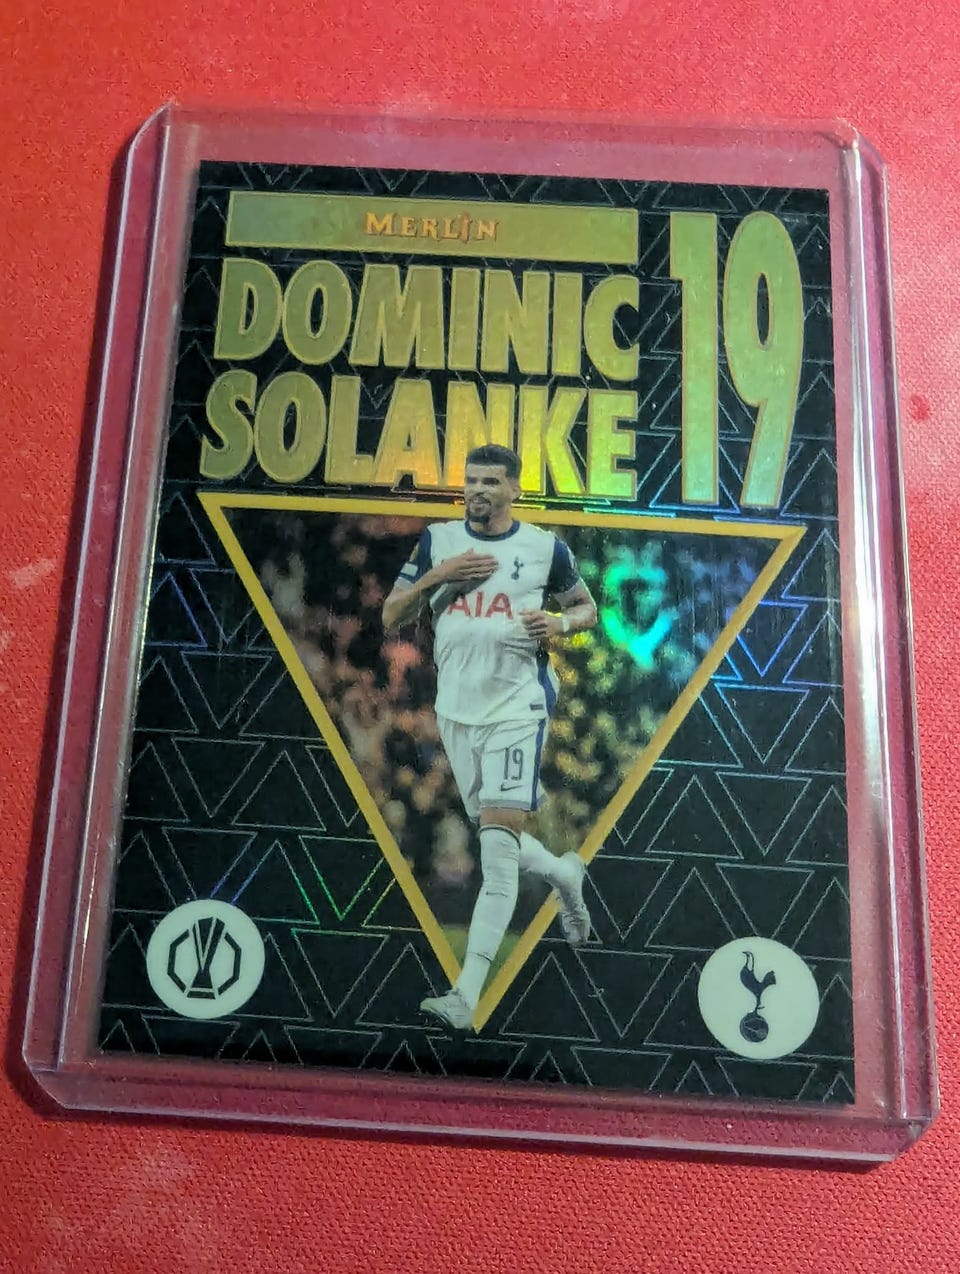 MERLIN
DOMINIC
SOLANKE
19
AIA
19